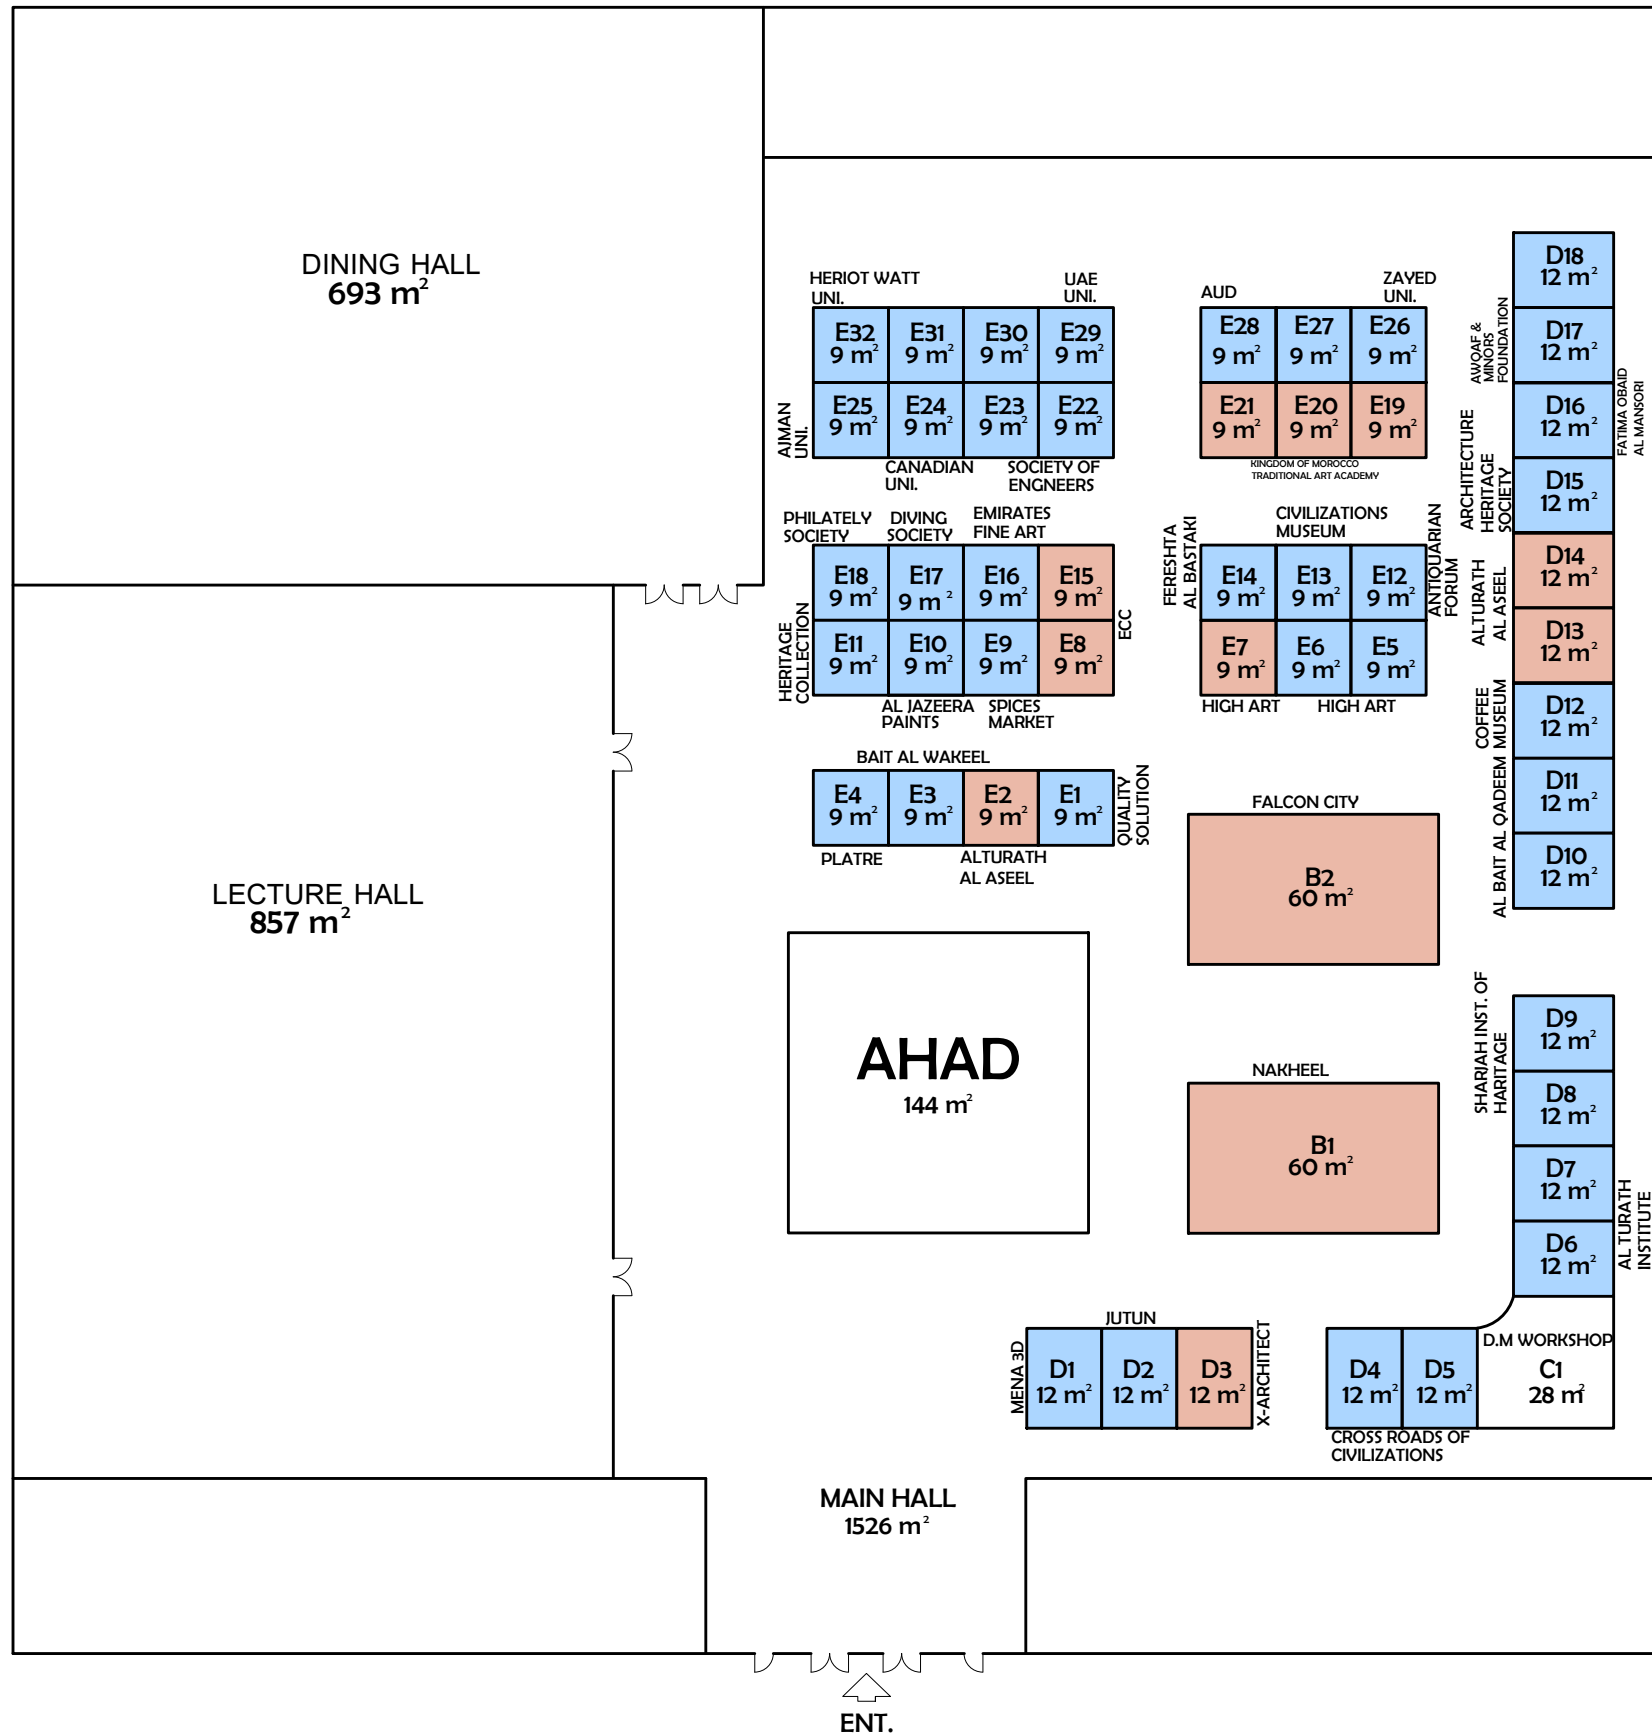 DINING HALL
693 m²
LECTURE HALL
857 m²
HERIOT WATT
UNI.
UAE
UNI.
E32
9 m²
E31
9 m²
E30
9 m²
E29
9 m²
E25
9 m²
E24
9 m²
E23
9 m²
E22
9 m²
AJMAN
UNI.
CANADIAN
UNI.
SOCIETY OF
ENGNEERS
AUD
ZAYED
UNI.
E28
9 m²
E27
9 m²
E26
9 m²
E21
9 m²
E20
9 m²
E19
9 m²
KINGDOM OF MOROCCO
TRADITIONAL ART ACADEMY
PHILATELY
SOCIETY
DIVING
SOCIETY
EMIRATES
FINE ART
E18
9 m²
E17
9 m²
E16
9 m²
E15
9 m²
E11
9 m²
E10
9 m²
E9
9 m²
E8
9 m²
HERITAGE
COLLECTION
ECC
AL JAZEERA
PAINTS
SPICES
MARKET
FERESHTA
AL BASTAKI
CIVILIZATIONS
MUSEUM
ANTIQUARIAN
FORUM
E14
9 m²
E13
9 m²
E12
9 m²
E7
9 m²
E6
9 m²
E5
9 m²
HIGH ART
HIGH ART
BAIT AL WAKEEL
E4
9 m²
E3
9 m²
E2
9 m²
E1
9 m²
QUALITY
SOLUTION
PLATRE
ALTURATH
AL ASEEL
FALCON CITY
B2
60 m²
AHAD
144 m²
NAKHEEL
B1
60 m²
D18
12 m²
D17
12 m²
D16
12 m²
D15
12 m²
D14
12 m²
D13
12 m²
D12
12 m²
D11
12 m²
D10
12 m²
AWQAF &
MINORS
FOUNDATION
FATIMA OBAID
AL MANSORI
ARCHITECTURE
HERITAGE
SOCIETY
ALTURATH
AL ASEEL
COFFEE
MUSEUM
AL BAIT AL QADEEM
SHARJAH INST. OF
HARITAGE
D9
12 m²
D8
12 m²
D7
12 m²
D6
12 m²
AL TURATH
INSTITUTE
JUTUN
MENA 3D
D1
12 m²
D2
12 m²
D3
12 m²
X-ARCHITECT
D4
12 m²
D5
12 m²
D.M WORKSHOP
C1
28 m²
CROSS ROADS OF
CIVILIZATIONS
MAIN HALL
1526 m²
ENT.